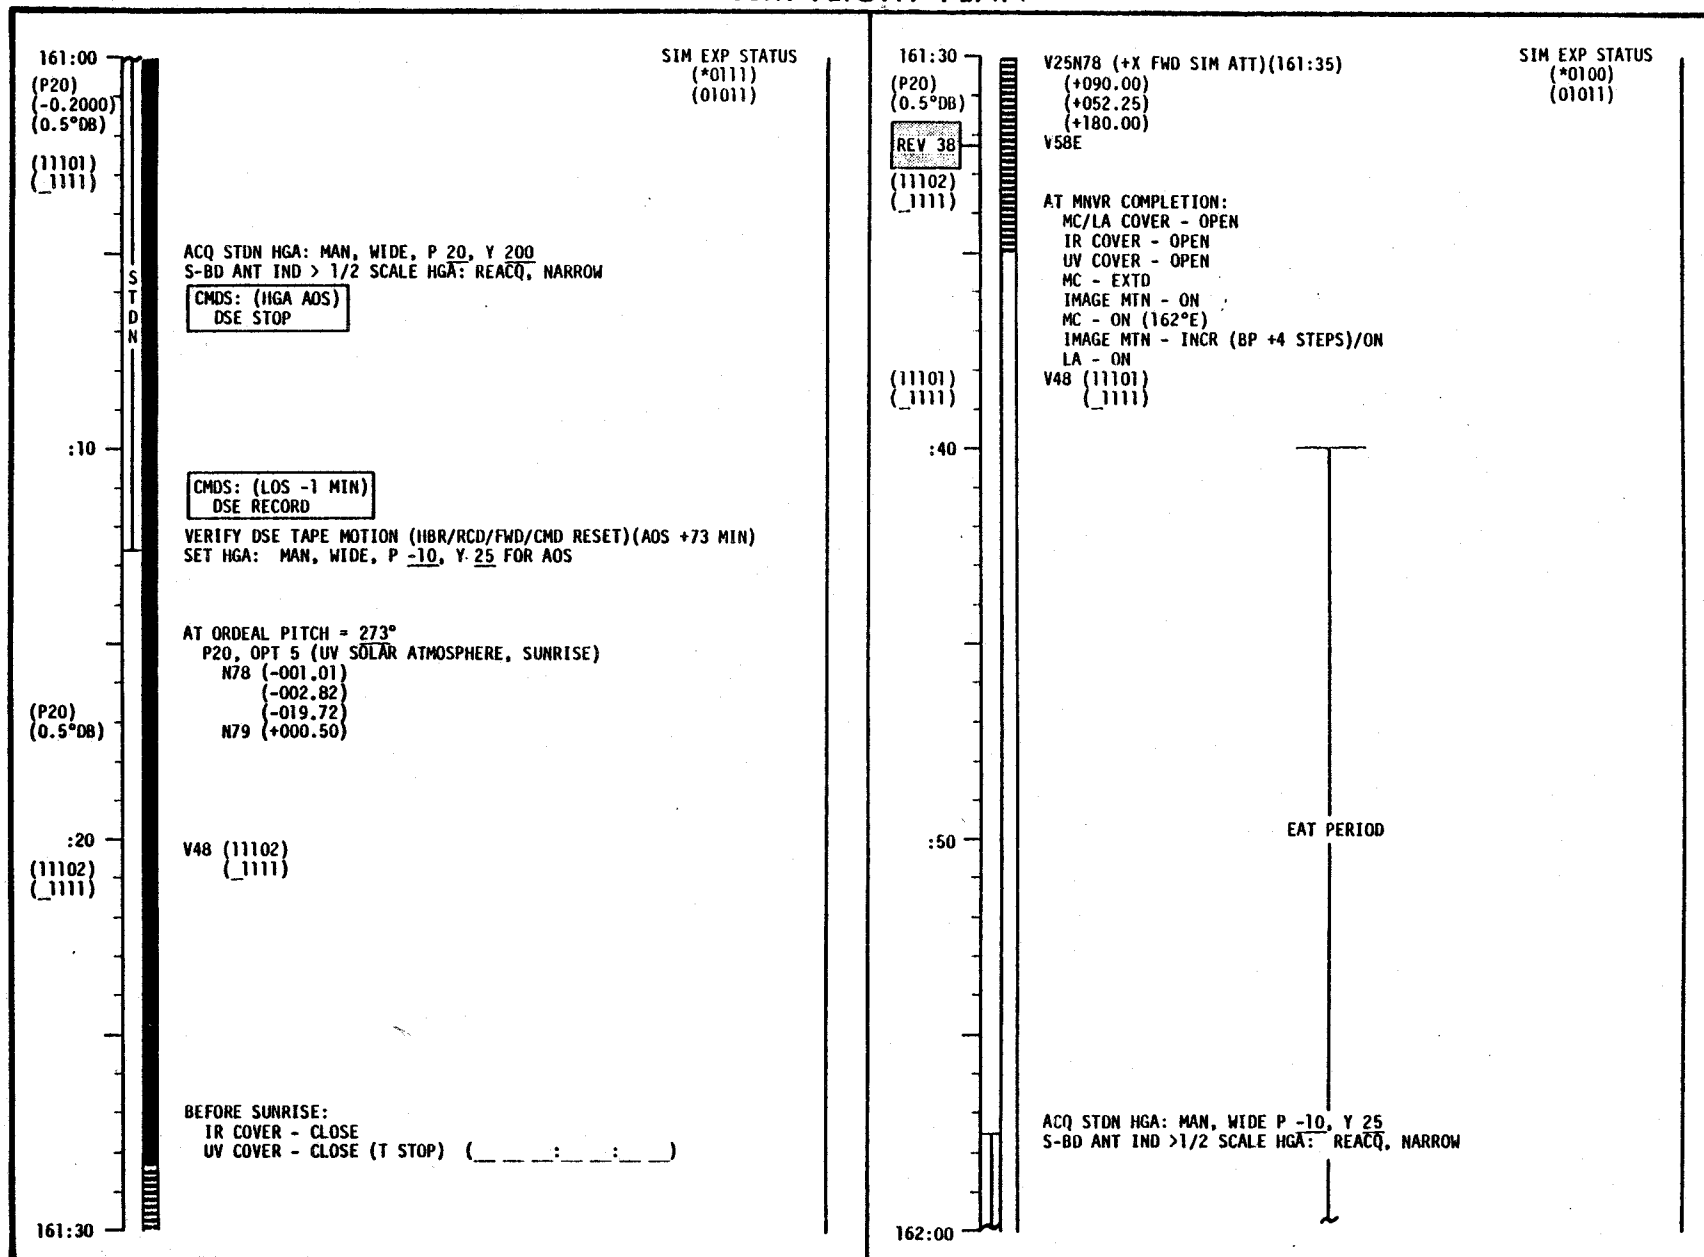 161:00
SIM EXP STATUS
(*0111)
(01011)
(P20)
(-0.2000)
(0.5°DB)
(11101)
(_1111)
ACQ STDN HGA: MAN, WIDE, P 20, Y 200
S-BD ANT IND > 1/2 SCALE HGA: REACQ, NARROW
STDN
CMDS: (HGA AOS)
DSE STOP
:10
CMDS: (LOS -1 MIN)
DSE RECORD
VERIFY DSE TAPE MOTION (HBR/RCD/FWD/CMD RESET)(AOS +73 MIN)
SET HGA: MAN, WIDE, P -10, Y 25 FOR AOS
AT ORDEAL PITCH = 273°
P20, OPT 5 (UV SOLAR ATMOSPHERE, SUNRISE)
N78 (-001.01)
(-002.82)
(-019.72)
N79 (+000.50)
(P20)
(0.5°DB)
:20
V48 (11102)
(_1111)
(11102)
(_1111)
BEFORE SUNRISE:
IR COVER - CLOSE
UV COVER - CLOSE (T STOP) (_ _ _:_ _:_ _)
161:30
161:30
V25N78 (+X FWD SIM ATT)(161:35)
(+090.00)
(+052.25)
(+180.00)
V58E
SIM EXP STATUS
(*0100)
(01011)
(P20)
(0.5°DB)
REV 38
(11102)
(_1111)
AT MNVR COMPLETION:
MC/LA COVER - OPEN
IR COVER - OPEN
UV COVER - OPEN
MC - EXTD
IMAGE MTN - ON
MC - ON (162°E)
IMAGE MTN - INCR (BP +4 STEPS)/ON
LA - ON
(11101)
(_1111)
V48 (11101)
(_1111)
:40
:50
EAT PERIOD
ACQ STDN HGA: MAN, WIDE P -10, Y 25
S-BD ANT IND >1/2 SCALE HGA: REACQ, NARROW
162:00